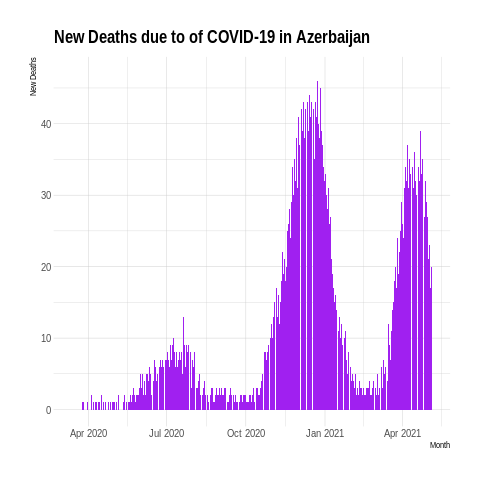 New Deaths due to of COVID-19 in Azerbaijan
New Deaths
40
30
20
10
0
Apr 2020 Jul 2020 Oct 2020 Jan 2021 Apr 2021
Month